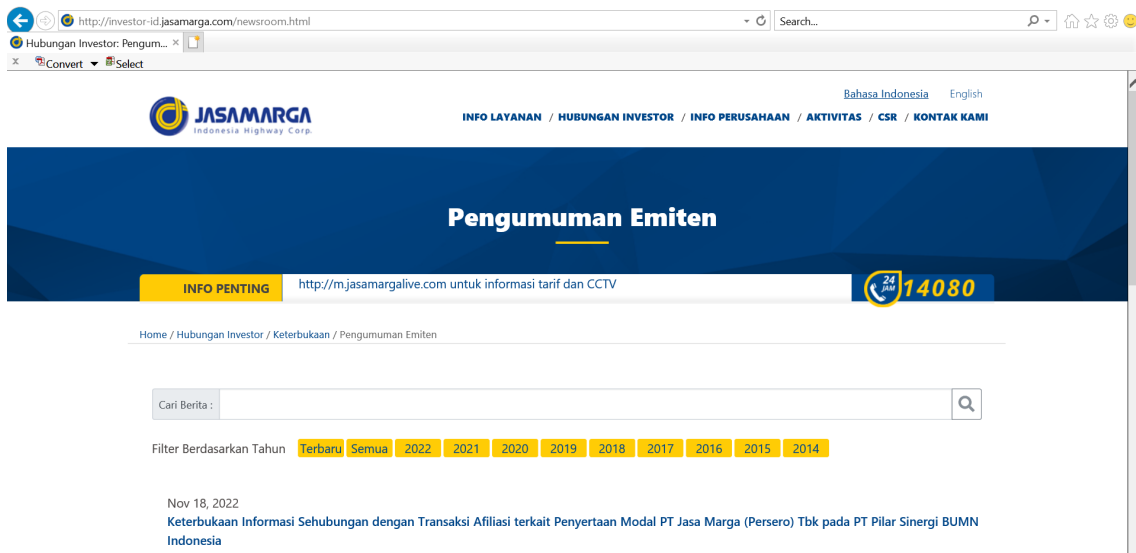 http://investor-id.jasamarga.com/newsroom.html
Search...
Hubungan Investor: Pengum...
x Convert Select
Bahasa Indonesia English
JASAMARGA
Indonesia Highway Corp.
INFO LAYANAN / HUBUNGAN INVESTOR / INFO PERUSAHAAN / AKTIVITAS / CSR / KONTAK KAMI
Pengumuman Emiten
INFO PENTING http://m.jasamargalive.com untuk informasi tarif dan CCTV 24 JAM 14080
Home / Hubungan Investor / Keterbukaan / Pengumuman Emiten
Cari Berita :
Filter Berdasarkan Tahun Terbaru Semua 2022 2021 2020 2019 2018 2017 2016 2015 2014
Nov 18, 2022
Keterbukaan Informasi Sehubungan dengan Transaksi Afiliasi terkait Penyertaan Modal PT Jasa Marga (Persero) Tbk pada PT Pilar Sinergi BUMN
Indonesia